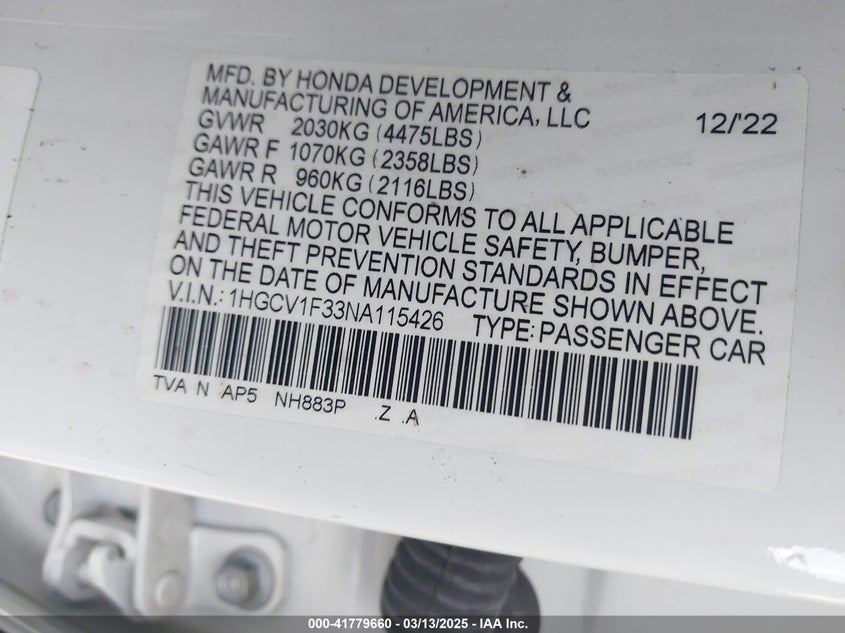 MFD. BY HONDA DEVELOPMENT &
MANUFACTURING OF AMERICA, LLC 12/'22
GVWR 2030KG (4475LBS)
GAWR F 1070KG (2358LBS)
GAWR R 960KG (2116LBS)
THIS VEHICLE CONFORMS TO ALL APPLICABLE
FEDERAL MOTOR VEHICLE SAFETY, BUMPER,
AND THEFT PREVENTION STANDARDS IN EFFECT
ON THE DATE OF MANUFACTURE SHOWN ABOVE.
V.I.N.: 1HGCV1F33NA115426 TYPE: PASSENGER CAR
TVA N AP5 NH883P .Z .A
000-41779660 — 03/13/2025 — IAA Inc.